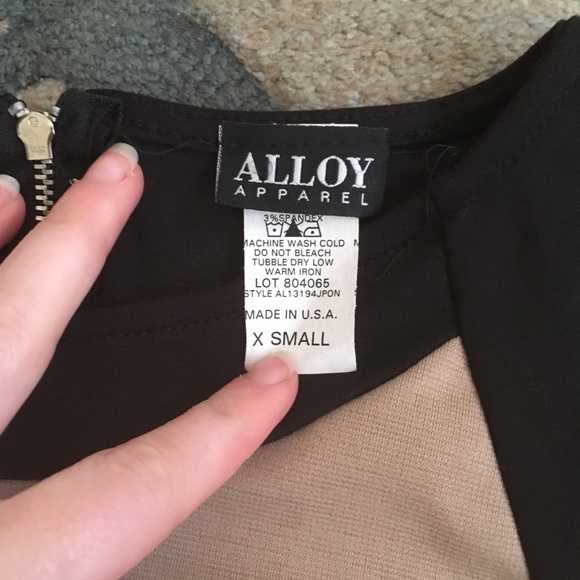 ALLOY
APPAREL
3%SPANDEX
MACHINE WASH COLD M
DO NOT BLEACH
TUBBLE DRY LOW
WARM IRON
LOT 804065
STYLE AL13194JPON
MADE IN U.S.A.
X SMALL